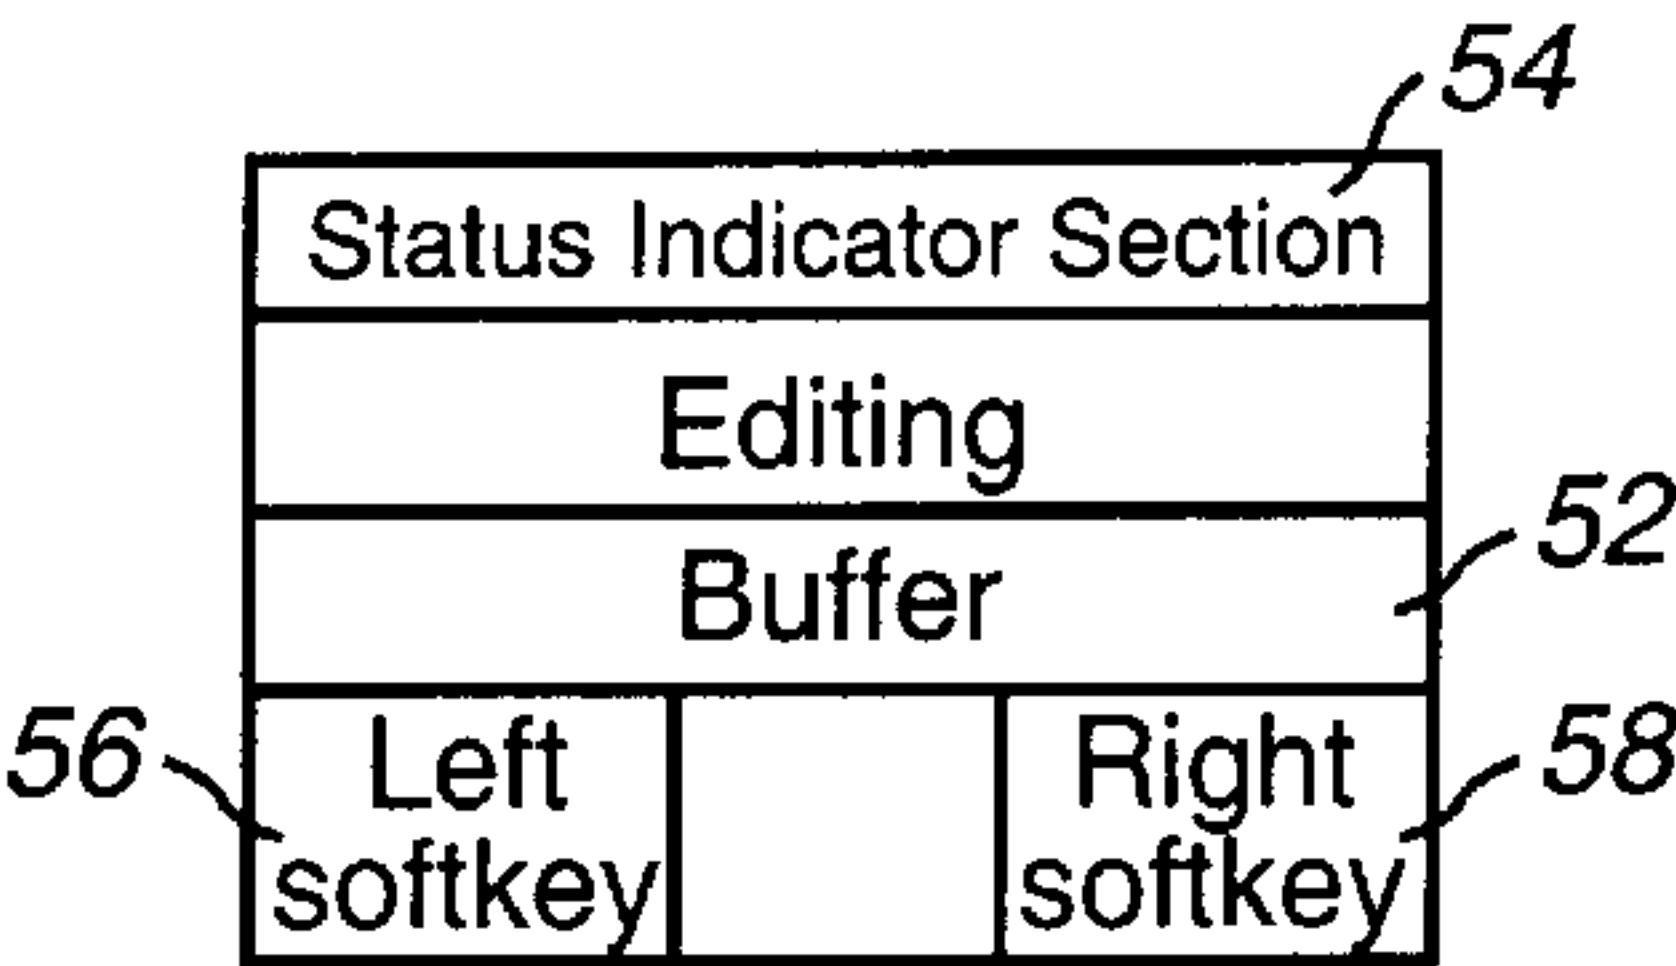 54
Status Indicator Section
Editing
52
Buffer
56
Left
softkey
Right
softkey
58